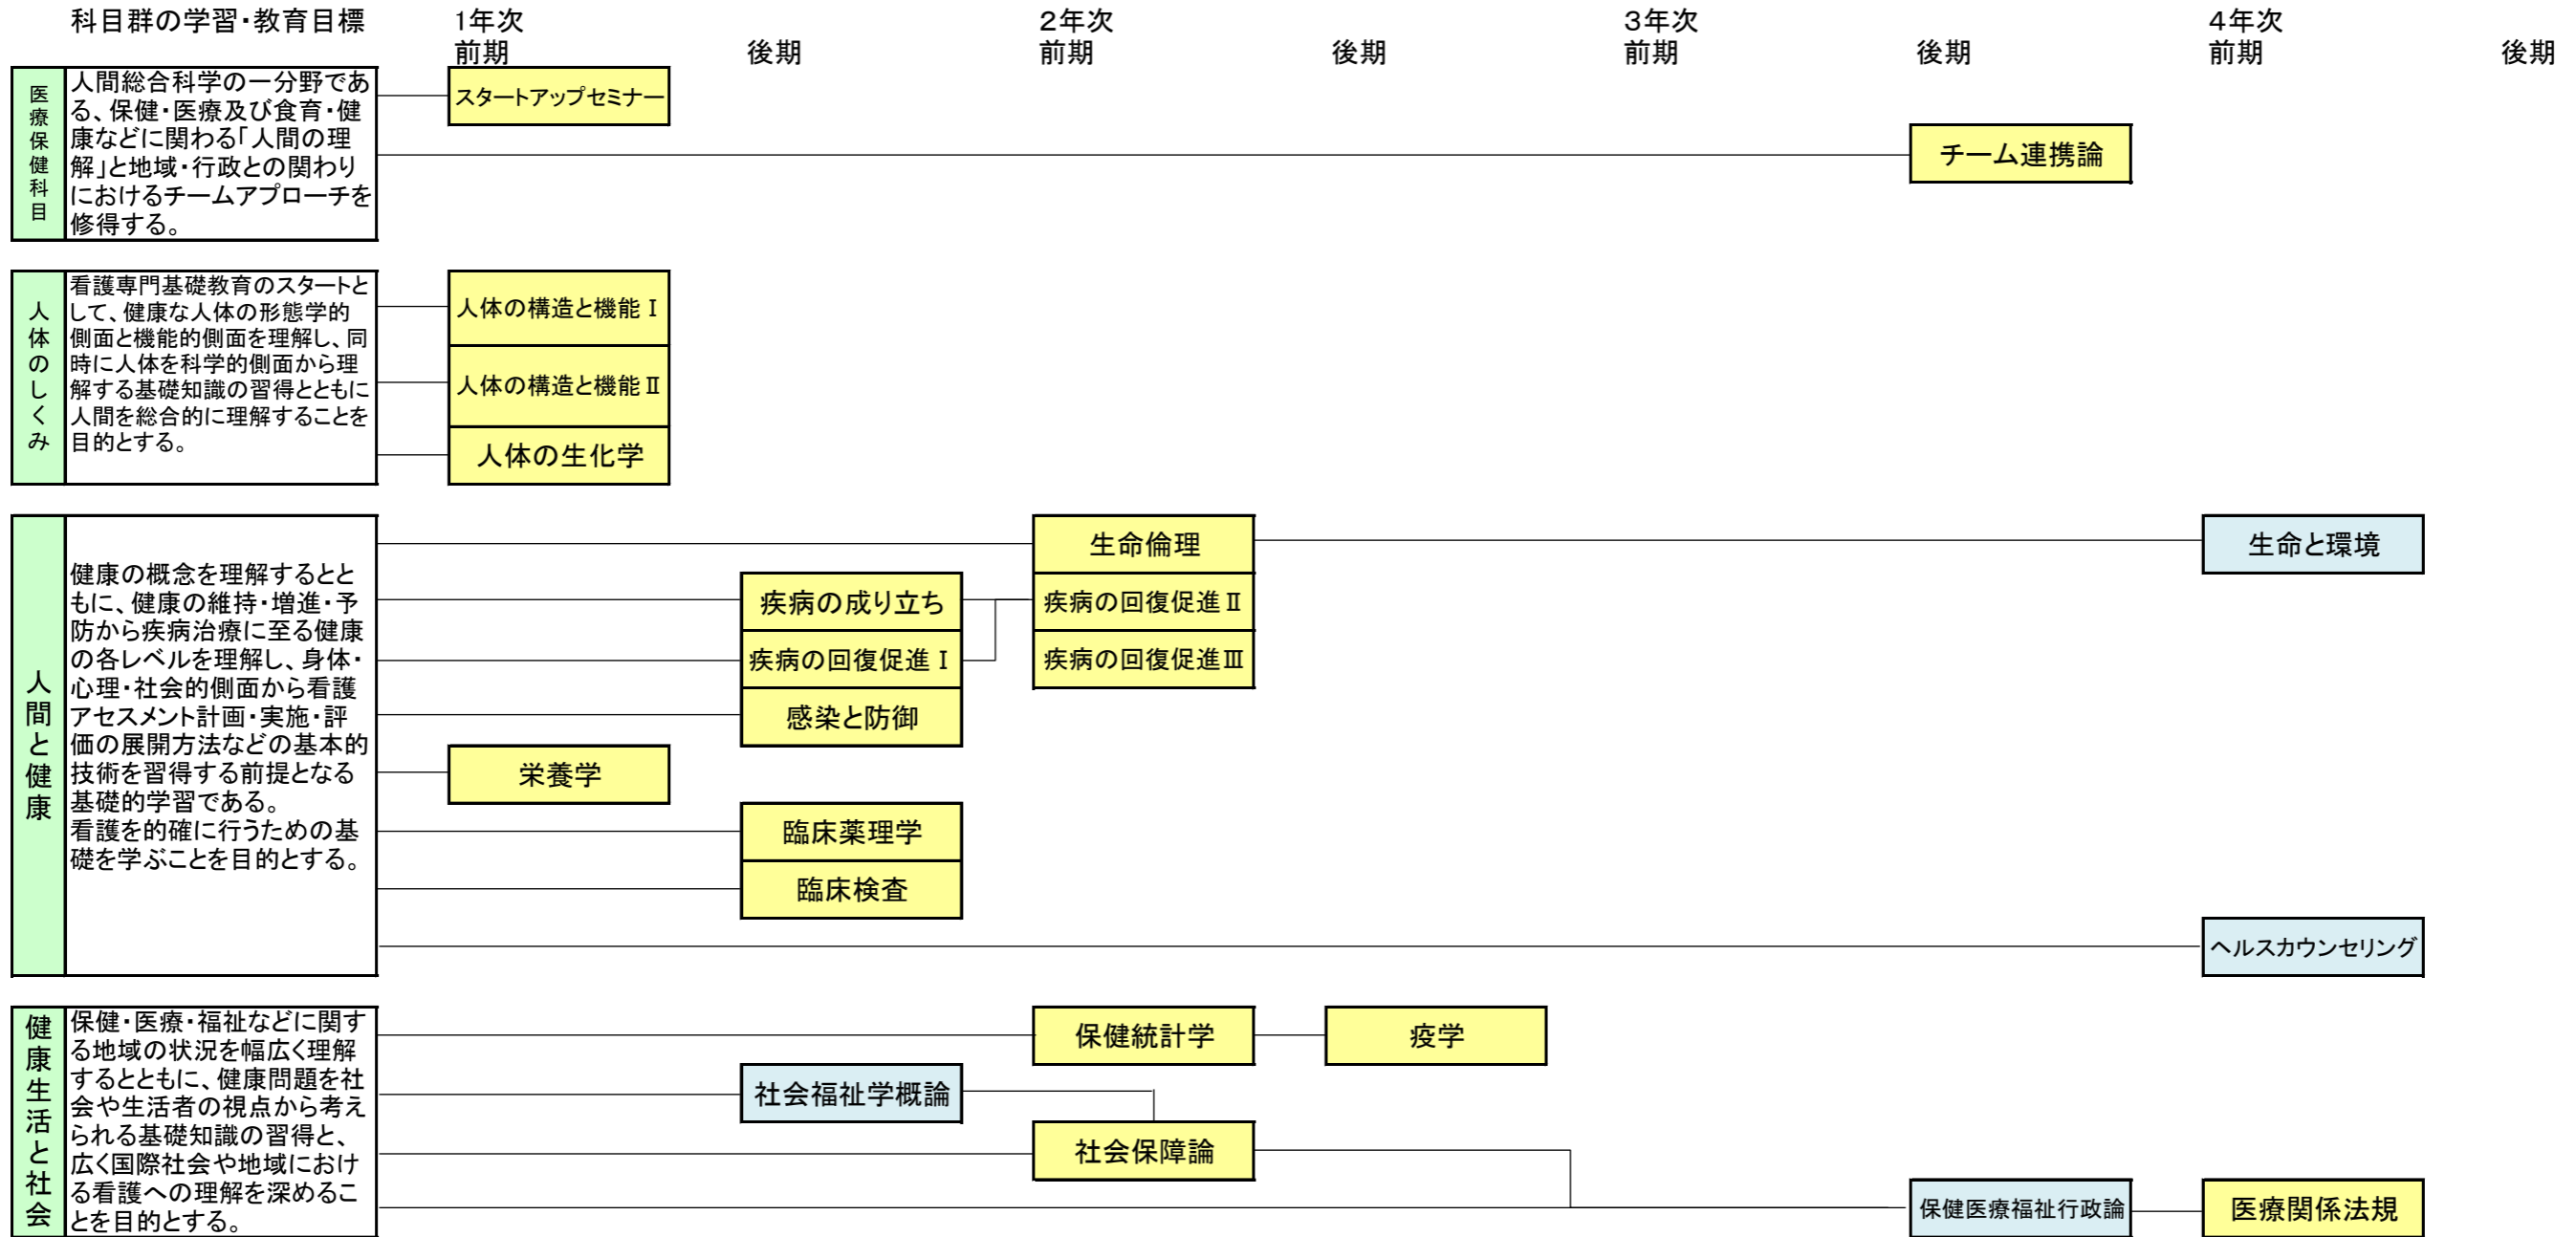 科目群の学習・教育目標
1年次
前期
後期
2年次
前期
後期
3年次
前期
後期
4年次
前期
後期
医療保健科目
人間総合科学の一分野であ
る、保健・医療及び食育・健
康などに関わる「人間の理
解」と地域・行政との関わり
におけるチームアプローチを
修得する。
スタートアップセミナー
チーム連携論
人体のしくみ
看護専門基礎教育のスタートと
して、健康な人体の形態学的
側面と機能的側面を理解し、同
時に人体を科学的側面から理
解する基礎知識の習得とともに
人間を総合的に理解することを
目的とする。
人体の構造と機能Ⅰ
人体の構造と機能Ⅱ
人体の生化学
人間と健康
健康の概念を理解するとと
もに、健康の維持・増進・予
防から疾病治療に至る健康
の各レベルを理解し、身体・
心理・社会的側面から看護
アセスメント計画・実施・評
価の展開方法などの基本的
技術を習得する前提となる
基礎的学習である。
看護を的確に行うための基
礎を学ぶことを目的とする。
生命倫理
生命と環境
疾病の成り立ち
疾病の回復促進Ⅱ
疾病の回復促進Ⅰ
疾病の回復促進Ⅲ
感染と防御
栄養学
臨床薬理学
臨床検査
ヘルスカウンセリング
健康生活と社会
保健・医療・福祉などに関す
る地域の状況を幅広く理解
するとともに、健康問題を社
会や生活者の視点から考え
られる基礎知識の習得と、
広く国際社会や地域におけ
る看護への理解を深めるこ
とを目的とする。
保健統計学
疫学
社会福祉学概論
社会保障論
保健医療福祉行政論
医療関係法規